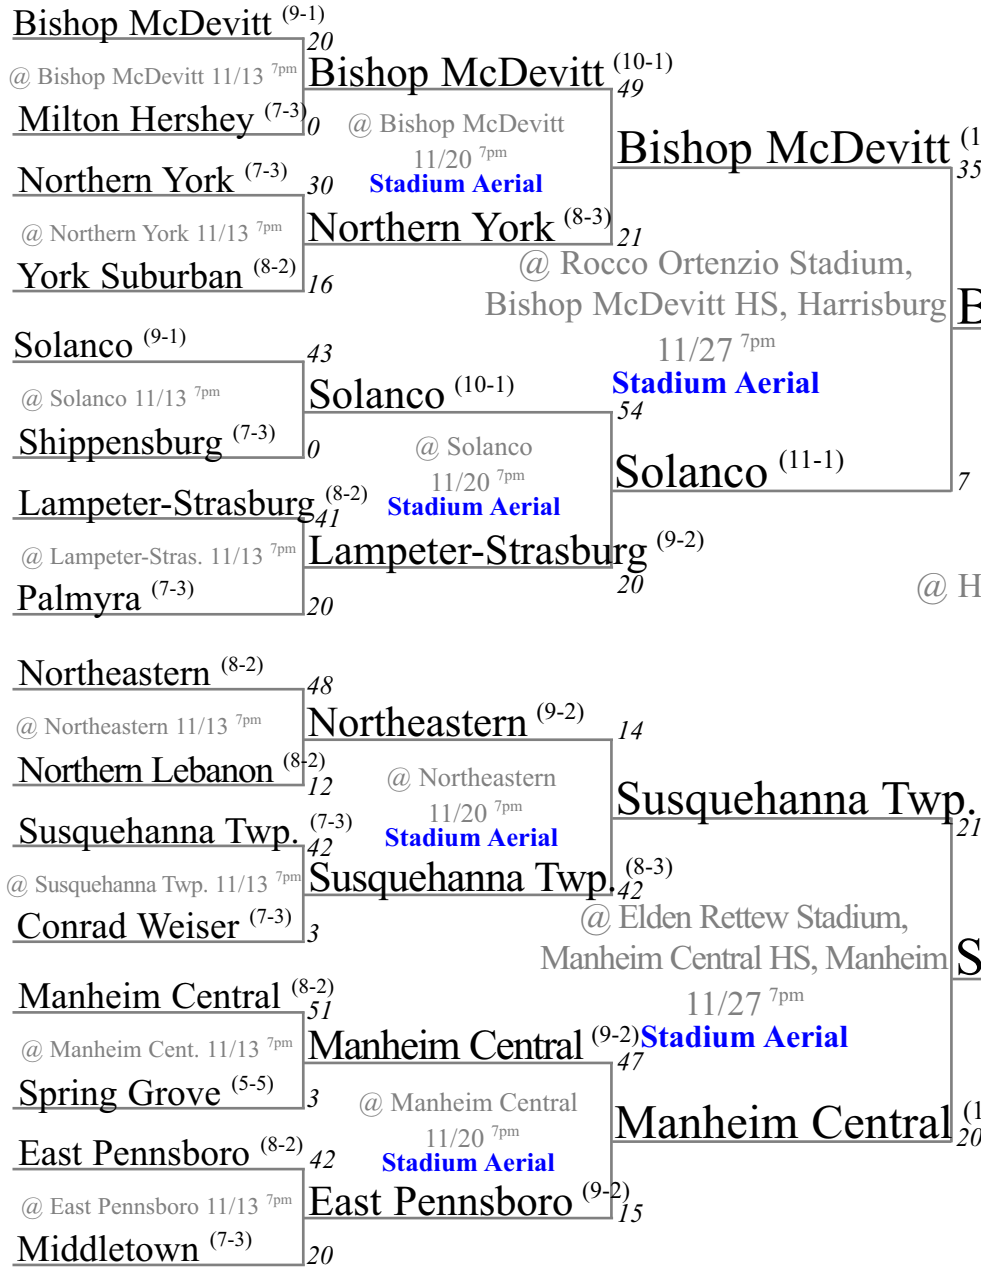 Bishop McDevitt (9-1)
20
@ Bishop McDevitt 11/13 7pm
Milton Hershey (7-3)
0
Northern York (7-3)
30
@ Northern York 11/13 7pm
York Suburban (8-2)
16
Solanco (9-1)
43
@ Solanco 11/13 7pm
Shippensburg (7-3)
0
Lampeter-Strasburg (8-2)
41
@ Lampeter-Stras. 11/13 7pm
Palmyra (7-3)
20
Northeastern (8-2)
48
@ Northeastern 11/13 7pm
Northern Lebanon (8-2)
12
Susquehanna Twp. (7-3)
42
@ Susquehanna Twp. 11/13 7pm
Conrad Weiser (7-3)
3
Manheim Central (8-2)
51
@ Manheim Cent. 11/13 7pm
Spring Grove (5-5)
3
East Pennsboro (8-2)
42
@ East Pennsboro 11/13 7pm
Middletown (7-3)
20
Bishop McDevitt (10-1)
49
@ Bishop McDevitt
11/20 7pm
Stadium Aerial
Northern York (8-3)
21
Solanco (10-1)
54
@ Solanco
11/20 7pm
Stadium Aerial
Lampeter-Strasburg (9-2)
20
Northeastern (9-2)
14
@ Northeastern
11/20 7pm
Stadium Aerial
Susquehanna Twp. (8-3)
42
Manheim Central (9-2)
47
@ Manheim Central
11/20 7pm
Stadium Aerial
East Pennsboro (9-2)
15
Bishop McDevitt (1
35
@ Rocco Ortenzio Stadium,
Bishop McDevitt HS, Harrisburg
11/27 7pm
Stadium Aerial
Solanco (11-1)
7
Susquehanna Twp.
21
@ Elden Rettew Stadium,
Manheim Central HS, Manheim
11/27 7pm
Stadium Aerial
Manheim Central (1
20
B
@ H
S